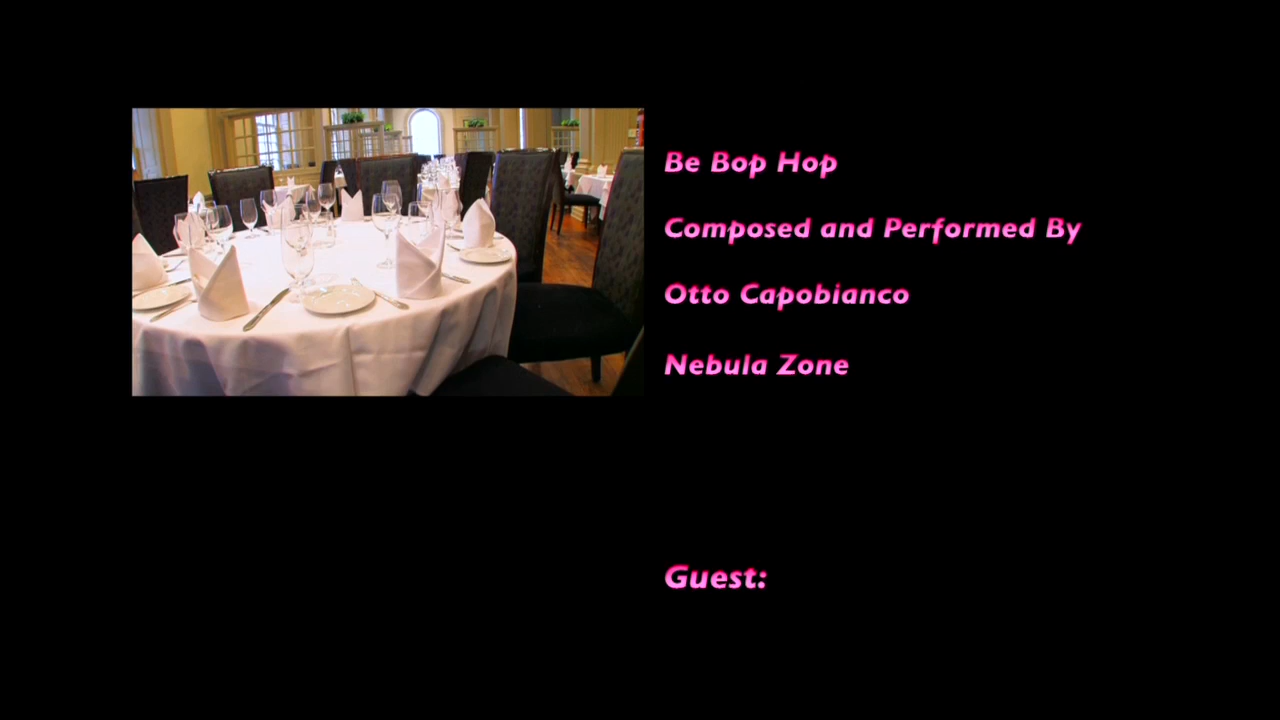 Be Bop Hop
Composed and Performed By
Otto Capobianco
Nebula Zone
Guest: